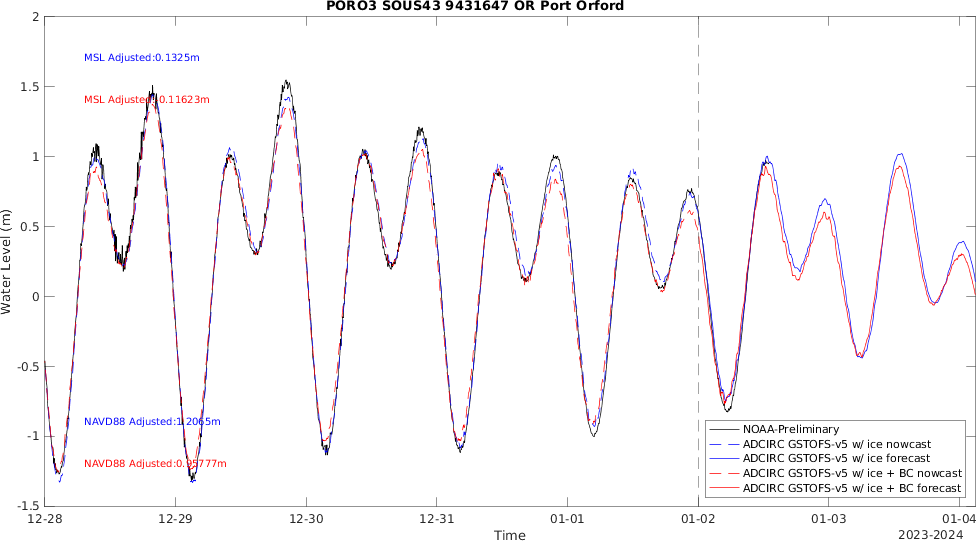 PORO3 SOUS43 9431647 OR Port Orford
2
1.5
1
0.5
0
-0.5
-1
-1.5
Water Level (m)
MSL Adjusted:0.1325m
MSL Adjusted:-0.11623m
NAVD88 Adjusted:1.2065m
NAVD88 Adjusted:0.95777m
NOAA-Preliminary
ADCIRC GSTOFS-v5 w/ ice nowcast
ADCIRC GSTOFS-v5 w/ ice forecast
ADCIRC GSTOFS-v5 w/ ice + BC nowcast
ADCIRC GSTOFS-v5 w/ ice + BC forecast
12-28 12-29 12-30 12-31 01-01 01-02 01-03 01-04
Time
2023-2024